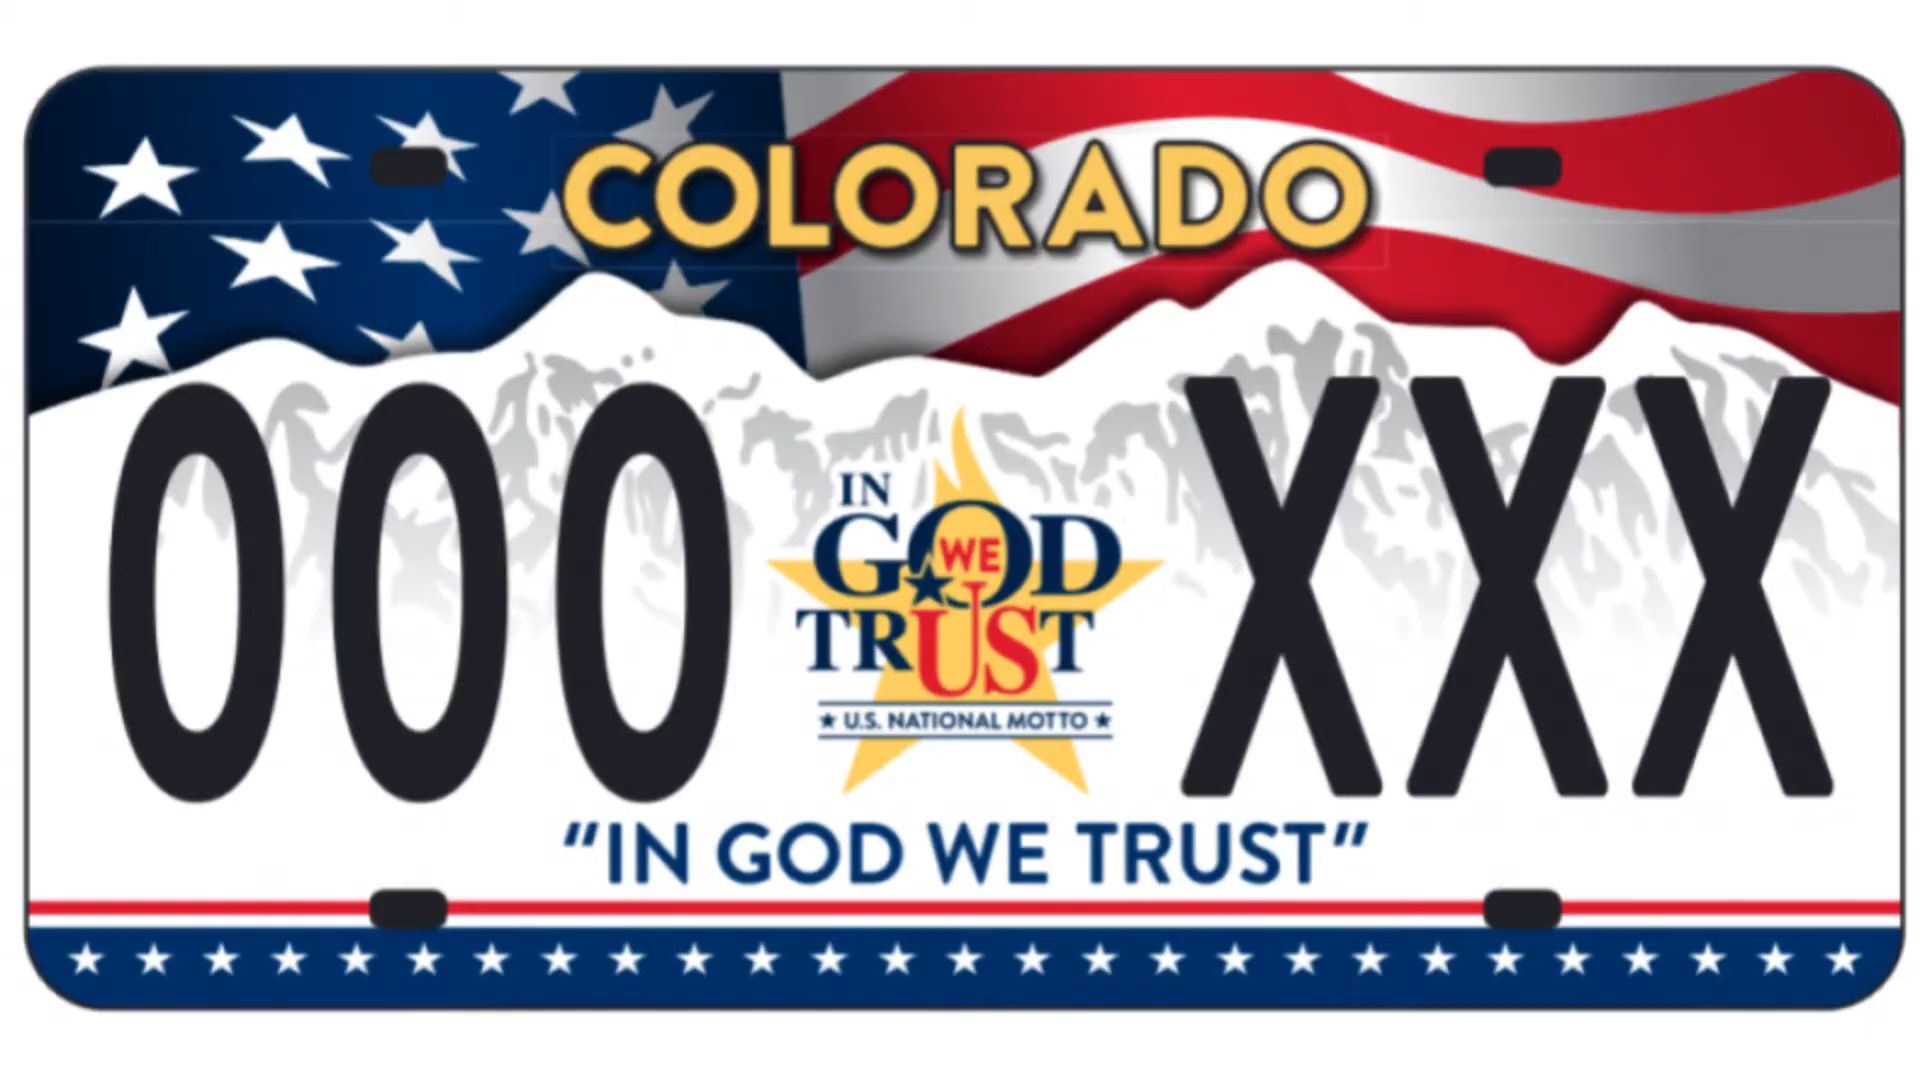 COLORADO
000 XXX
IN
GOD
WE
TRUST
★ U.S. NATIONAL MOTTO ★
"IN GOD WE TRUST"